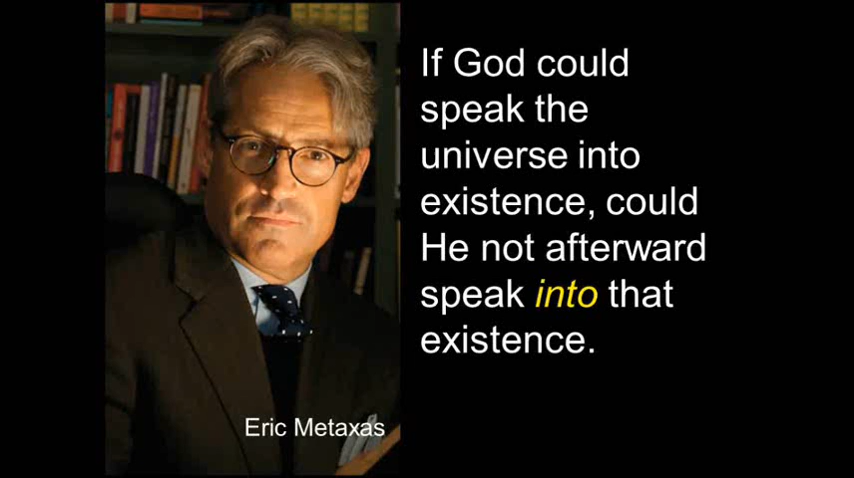 If God could
speak the
universe into
existence, could
He not afterward
speak into that
existence.
Eric Metaxas